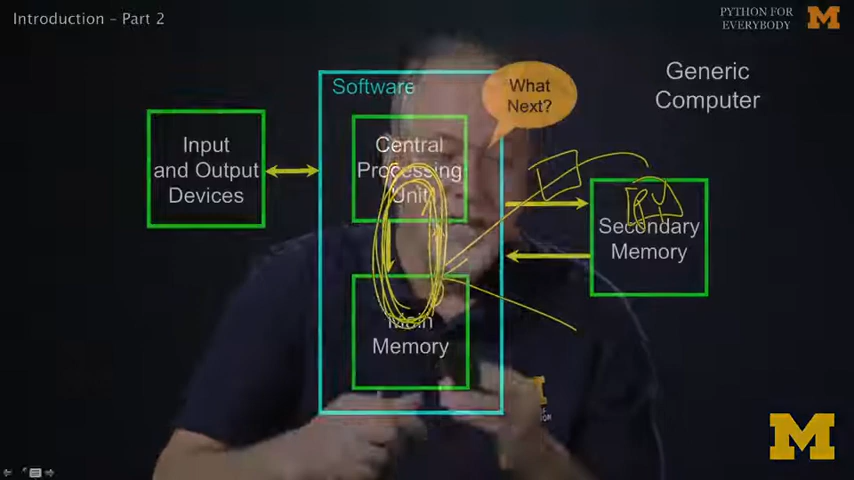 Introduction - Part 2
PYTHON FOR
EVERYBODY
M
Generic
Computer
Software
What
Next?
Input
and Output
Devices
Central
Processing
Unit
Secondary
Memory
Main
Memory
M